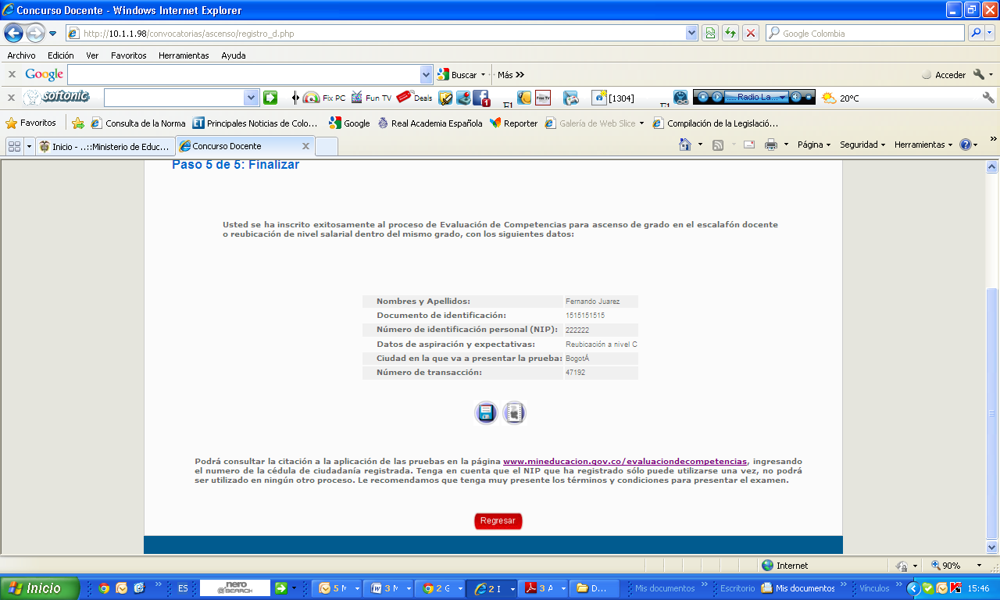 Concurso Docente - Windows Internet Explorer
http://10.1.1.98/convocatorias/ascenso/registro_d.php
Google Colombia
Archivo Edición Ver Favoritos Herramientas Ayuda
Google Buscar Más >> Acceder
softonic Fix PC Fun TV Deals 1 F1 Free TV [1304] F1 ..... Radio La... 20°C
Favoritos Consulta de la Norma ET Principales Noticias - Colo... Google Real Academia Española Reporter Galería de Web Slice Compilación de la Legislació...
Inicio - ..::Ministerio de Educ... Concurso Docente Página Seguridad Herramientas
Paso 5 de 5: Finalizar
Usted se ha inscrito exitosamente al proceso de Evaluación de Competencias para ascenso de grado en el escalafón docente
o reubicación de nivel salarial dentro del mismo grado, con los siguientes datos:
Nombres y Apellidos: Fernando Juarez
Documento de identificación: 1515151515
Número de identificación personal (NIP): 222222
Datos de aspiración y expectativas: Reubicación a nivel C
Ciudad en la que va a presentar la prueba: BogotÅ
Número de transacción: 47192
Podrá consultar la citación a la aplicación de las pruebas en la página www.mineducacion.gov.co/evaluaciondecompetencias, ingresando
el numero de la cédula de ciudadanía registrada. Tenga en cuenta que el NIP que ha registrado sólo puede utilizarse una vez, no podrá
ser utilizado en ningún otro proceso. Le recomendamos que tenga muy presente los términos y condiciones para presentar el examen.
Regresar
Internet 90%
Inicio ES nero SEARCH 5 M 3 M 2 G 2 I 3 A D... Mis documentos Escritorio Mis documentos Vínculos 15:46